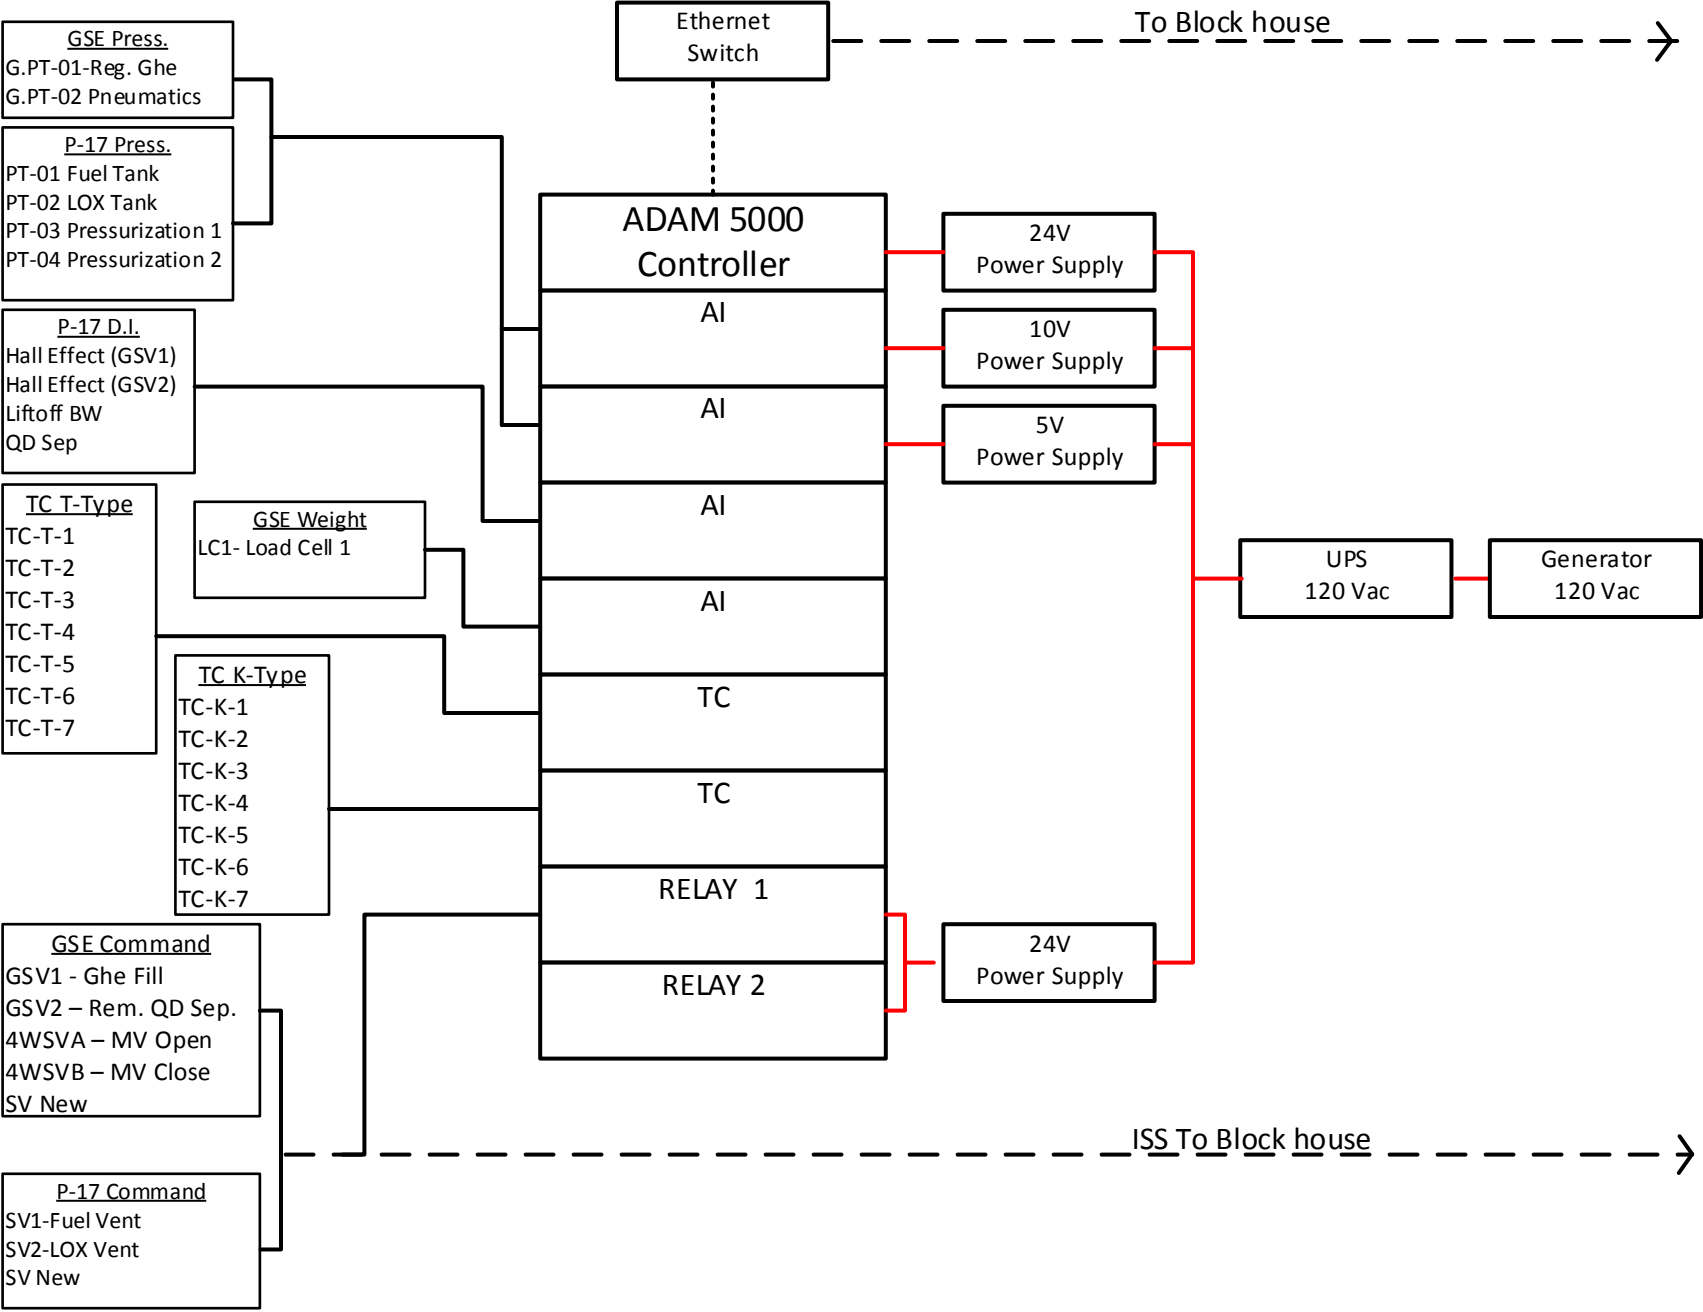 Ethernet
Switch
To Block house
GSE Press.
G.PT-01-Reg. Ghe
G.PT-02 Pneumatics
P-17 Press.
PT-01 Fuel Tank
PT-02 LOX Tank
PT-03 Pressurization 1
PT-04 Pressurization 2
P-17 D.I.
Hall Effect (GSV1)
Hall Effect (GSV2)
Liftoff BW
QD Sep
TC T-Type
TC-T-1
TC-T-2
TC-T-3
TC-T-4
TC-T-5
TC-T-6
TC-T-7
GSE Weight
LC1- Load Cell 1
TC K-Type
TC-K-1
TC-K-2
TC-K-3
TC-K-4
TC-K-5
TC-K-6
TC-K-7
GSE Command
GSV1 - Ghe Fill
GSV2 – Rem. QD Sep.
4WSVA – MV Open
4WSVB – MV Close
SV New
P-17 Command
SV1-Fuel Vent
SV2-LOX Vent
SV New
ADAM 5000
Controller
AI
AI
AI
AI
TC
TC
RELAY  1
RELAY 2
24V
Power Supply
10V
Power Supply
5V
Power Supply
24V
Power Supply
UPS
120 Vac
Generator
120 Vac
ISS To Block house